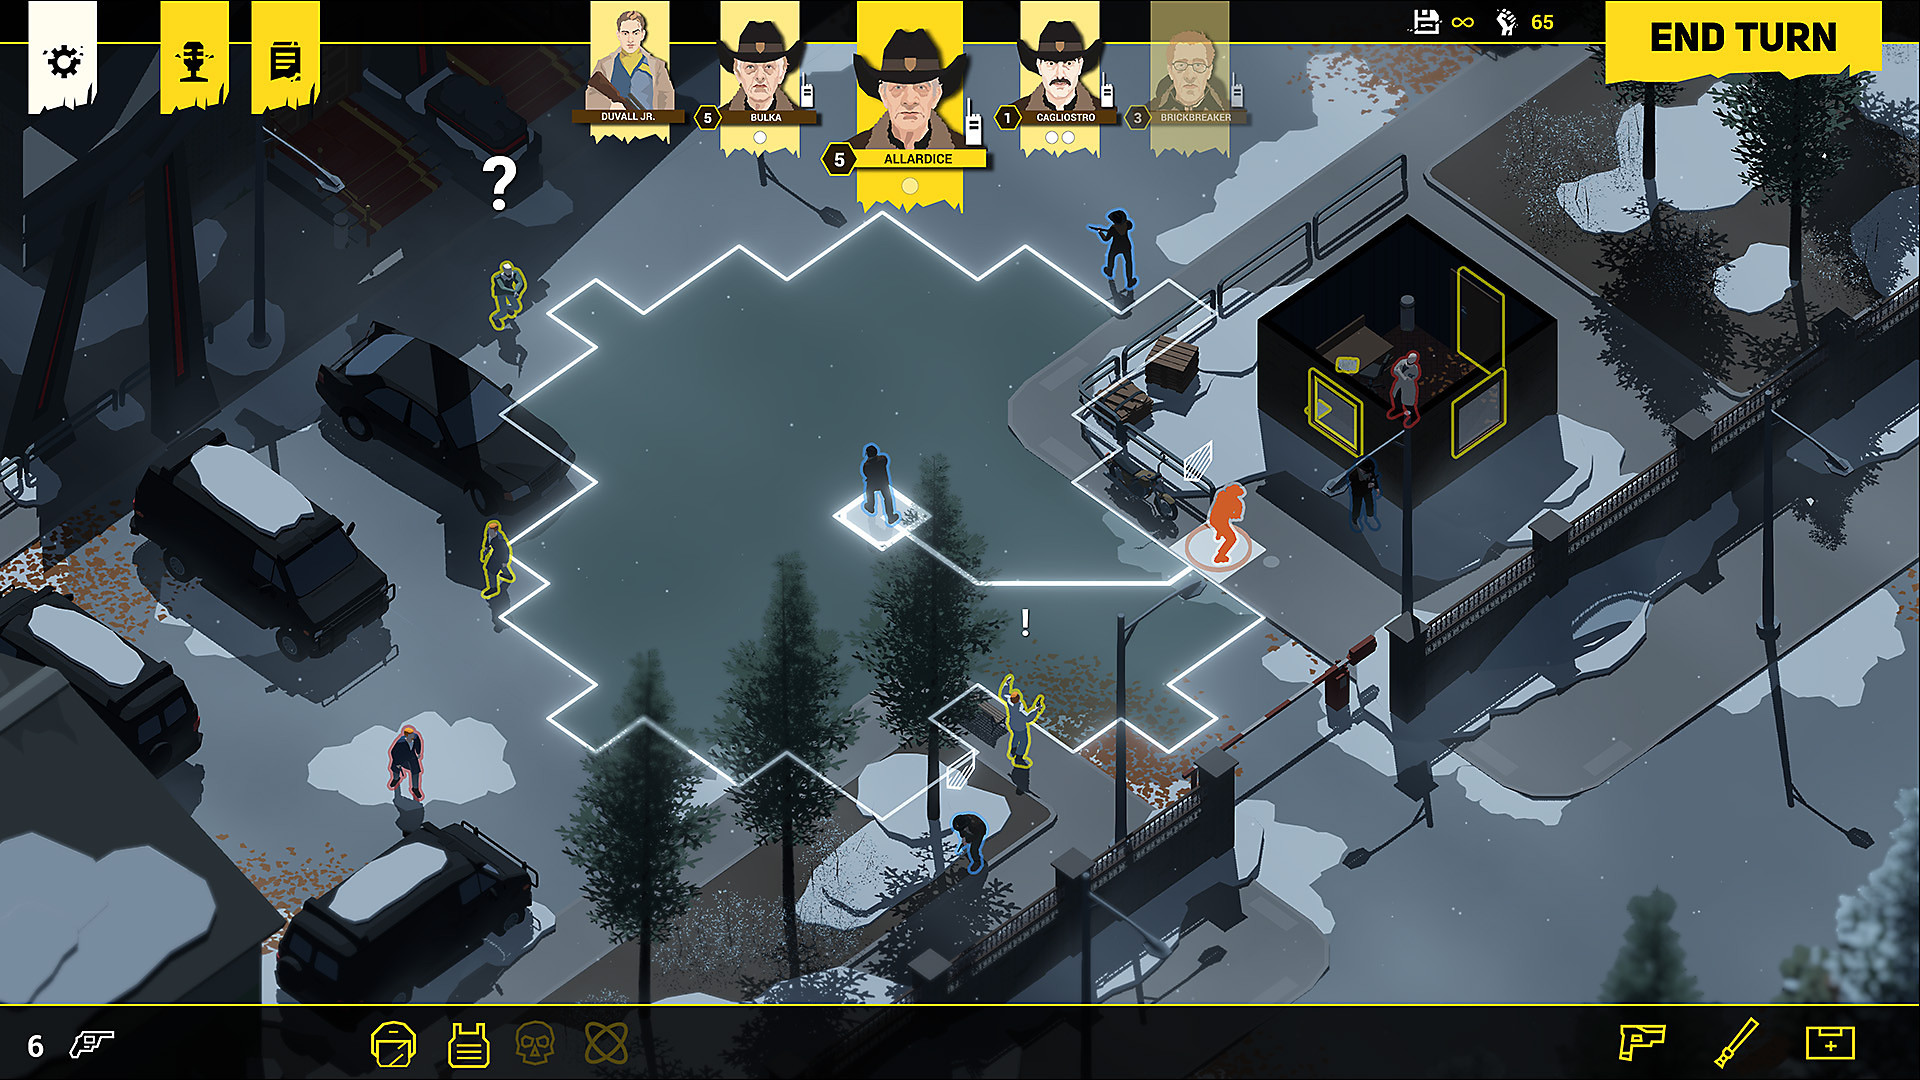 ∞ 65
END TURN
DUVALL JR.
5 BULKA
5 ALLARDICE
1 CAGLIOSTRO
3 BRICKBREAKER
?
!
6